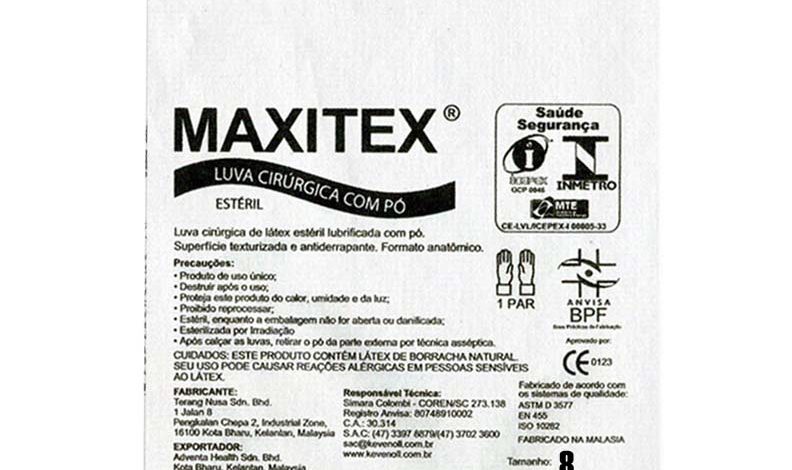 MAXITEX®
LUVA CIRÚRGICA COM PÓ
ESTÉRIL
Luva cirúrgica de látex estéril lubrificada com pó.
Superfície texturizada e antiderrapante. Formato anatômico.
Precauções:
• Produto de uso único;
• Destruir após o uso;
• Proteja este produto do calor, umidade e da luz;
• Proibido reprocessar;
• Estéril, enquanto a embalagem não for aberta ou danificada;
• Esterilizada por Irradiação
• Após calçar as luvas, retirar o pó da parte externa por técnica asséptica.
CUIDADOS: ESTE PRODUTO CONTÉM LÁTEX DE BORRACHA NATURAL.
SEU USO PODE CAUSAR REAÇÕES ALÉRGICAS EM PESSOAS SENSÍVEIS
AO LÁTEX.
FABRICANTE:
Terang Nusa Sdn. Bhd.
1 Jalan 8
Pengkalan Chepa 2, Industrial Zone,
16100 Kota Bharu, Kelantan, Malaysia
EXPORTADOR:
Adventa Health Sdn. Bhd.
Kota Bharu, Kelantan, Malaysia
Responsável Técnica:
Simara Colombi - COREN/SC 273.138
Registro Anvisa: 80748910002
C.A.: 30.314
S.A.C: (47) 3397 8879/(47) 3702 3600
sac@kevenoll.com
www.kevenoll.com
Saúde
Segurança
OCP 0046
INMETRO
MTE
CE-LVL/ICEPEX-I 00005-33
1 PAR
ANVISA
BPF
Boas Práticas de Fabricação
Aprovado por:
CE 0123
Fabricado de acordo com
os sistemas de qualidade:
ASTM D 3577
EN 455
ISO 10282
FABRICADO NA MALASIA
Tamanho: 8